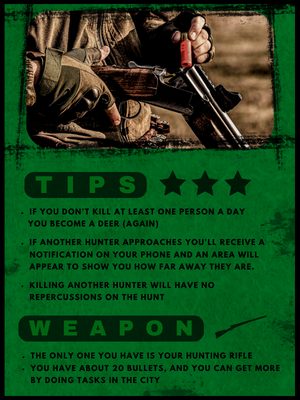 TIPS
• IF YOU DON'T KILL AT LEAST ONE PERSON A DAY
YOU BECOME A DEER (AGAIN)
• IF ANOTHER HUNTER APPROACHES YOU'LL RECEIVE A
NOTIFICATION ON YOUR PHONE AND AN AREA WILL
APPEAR TO SHOW YOU HOW FAR AWAY THEY ARE.
• KILLING ANOTHER HUNTER WILL HAVE NO
REPERCUSSIONS ON THE HUNT
WEAPON
• THE ONLY ONE YOU HAVE IS YOUR HUNTING RIFLE
• YOU HAVE ABOUT 20 BULLETS, AND YOU CAN GET MORE
BY DOING TASKS IN THE CITY